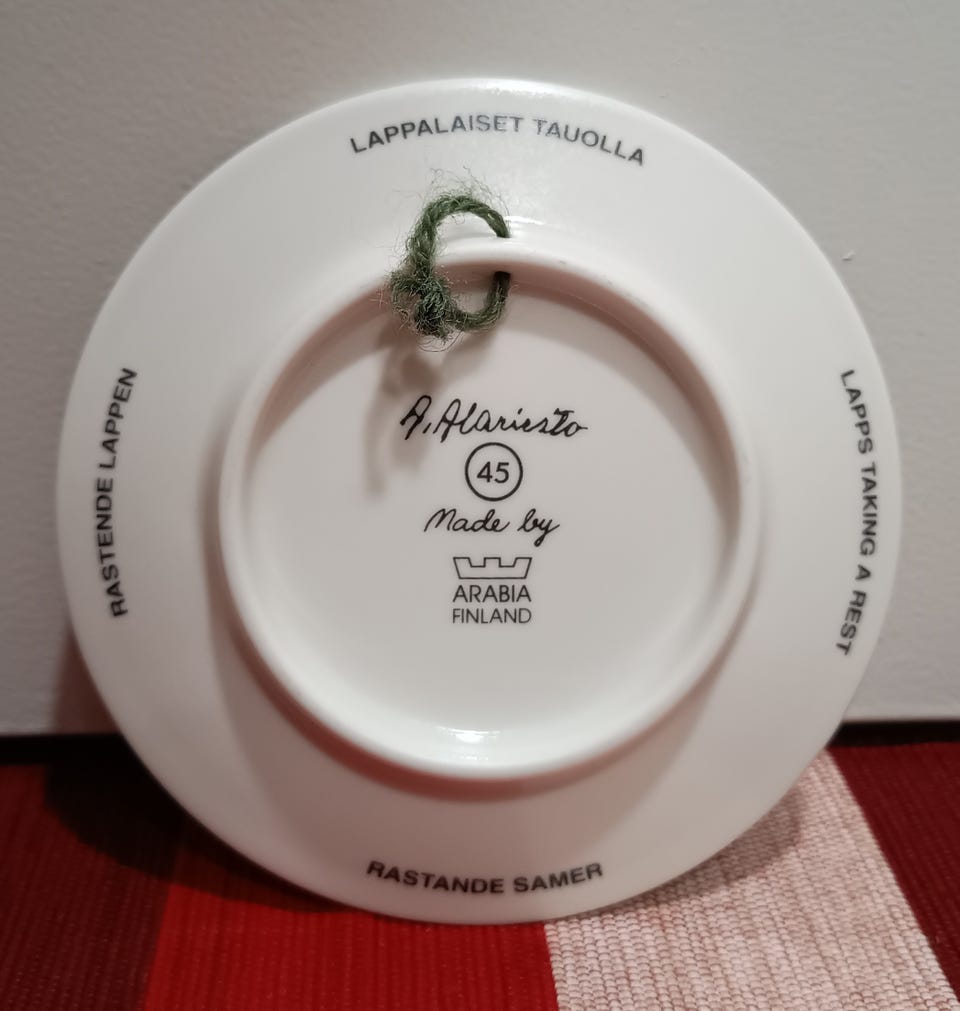 LAPPALAISET TAUOLLA
RASTENDE LAPPEN
LAPPS TAKING A REST
A. Alariesto
45
Made by
ARABIA
FINLAND
RASTANDE SAMER